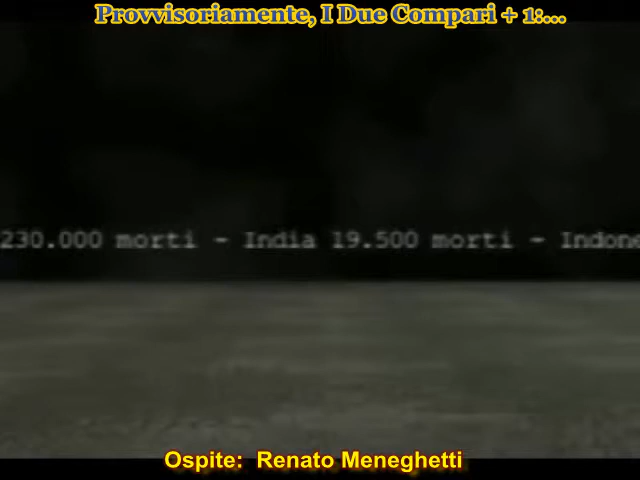 Provvisoriamente, I Due Compari + 1:...
230.000 morti - India 19.500 morti - Indone
Ospite: Renato Meneghetti